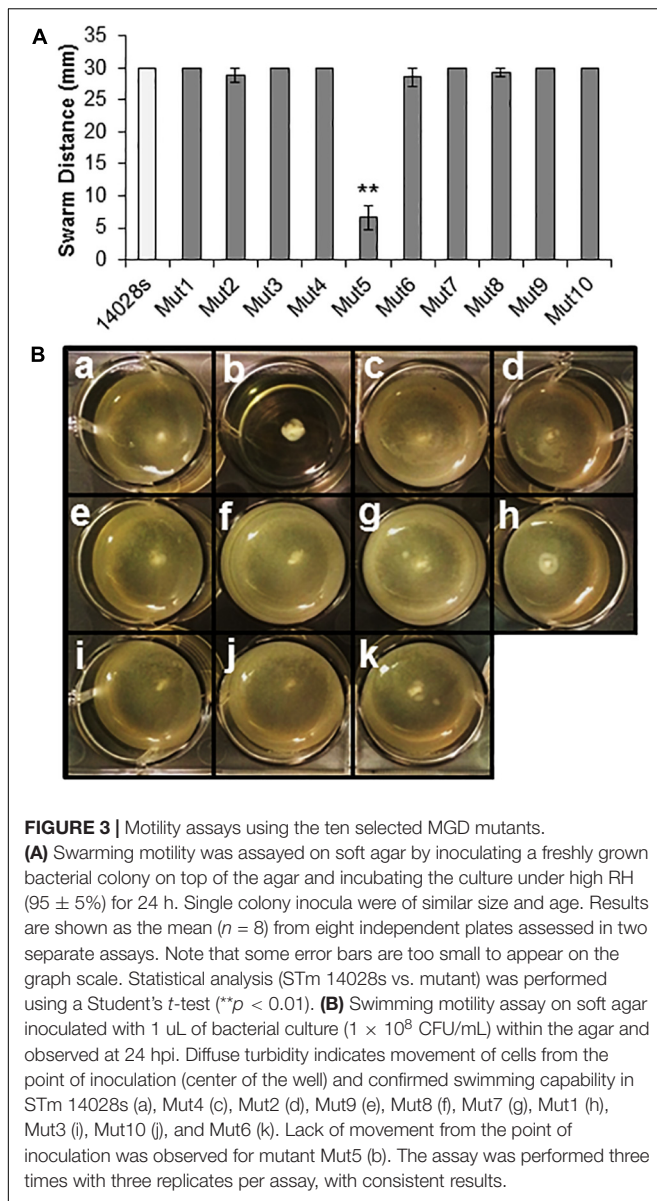 A
Swarm Distance (mm)
35
30
25
20
15
10
5
0
**
14028s
Mut1
Mut2
Mut3
Mut4
Mut5
Mut6
Mut7
Mut8
Mut9
Mut10
B
a
b
c
d
e
f
g
h
i
j
k
FIGURE 3 | Motility assays using the ten selected MGD mutants.
(A) Swarming motility was assayed on soft agar by inoculating a freshly grown
bacterial colony on top of the agar and incubating the culture under high RH
(95 ± 5%) for 24 h. Single colony inocula were of similar size and age. Results
are shown as the mean (n = 8) from eight independent plates assessed in two
separate assays. Note that some error bars are too small to appear on the
graph scale. Statistical analysis (STm 14028s vs. mutant) was performed
using a Student's t-test (**p < 0.01). (B) Swimming motility assay on soft agar
inoculated with 1 uL of bacterial culture (1 × 10⁸ CFU/mL) within the agar and
observed at 24 hpi. Diffuse turbidity indicates movement of cells from the
point of inoculation (center of the well) and confirmed swimming capability in
STm 14028s (a), Mut4 (c), Mut2 (d), Mut9 (e), Mut8 (f), Mut7 (g), Mut1 (h),
Mut3 (i), Mut10 (j), and Mut6 (k). Lack of movement from the point of
inoculation was observed for mutant Mut5 (b). The assay was performed three
times with three replicates per assay, with consistent results.